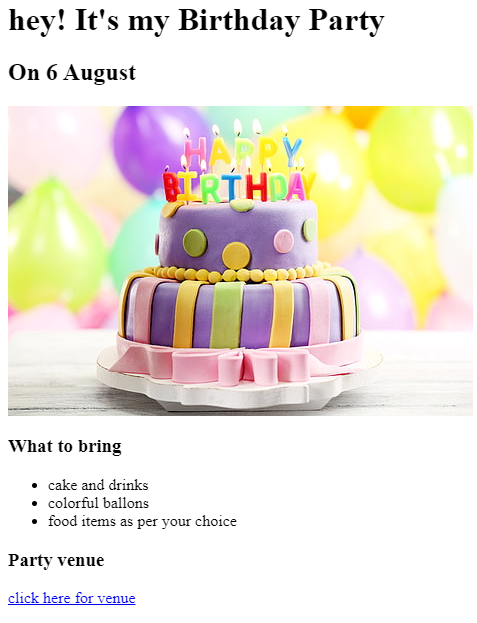 hey! It's my Birthday Party
On 6 August
HAPPY
BIRTHDAY
What to bring
cake and drinks
colorful ballons
food items as per your choice
Party venue
click here for venue